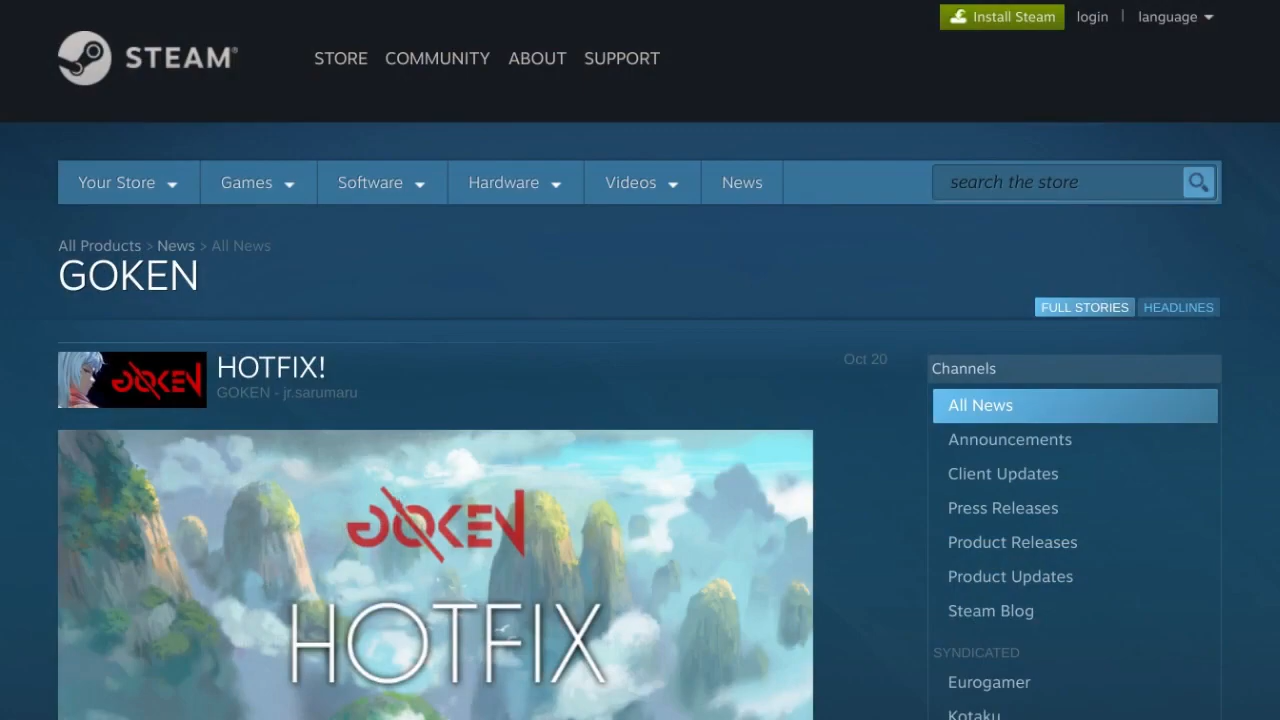 Install Steam login | language
STEAM®
STORE COMMUNITY ABOUT SUPPORT
Your Store Games Software Hardware Videos News search the store
All Products > News > All News
GOKEN
FULL STORIES HEADLINES
GOKEN
HOTFIX!
GOKEN - jr.sarumaru
Oct 20
GOKEN
HOTFIX
Channels
All News
Announcements
Client Updates
Press Releases
Product Releases
Product Updates
Steam Blog
SYNDICATED
Eurogamer
Kotaku